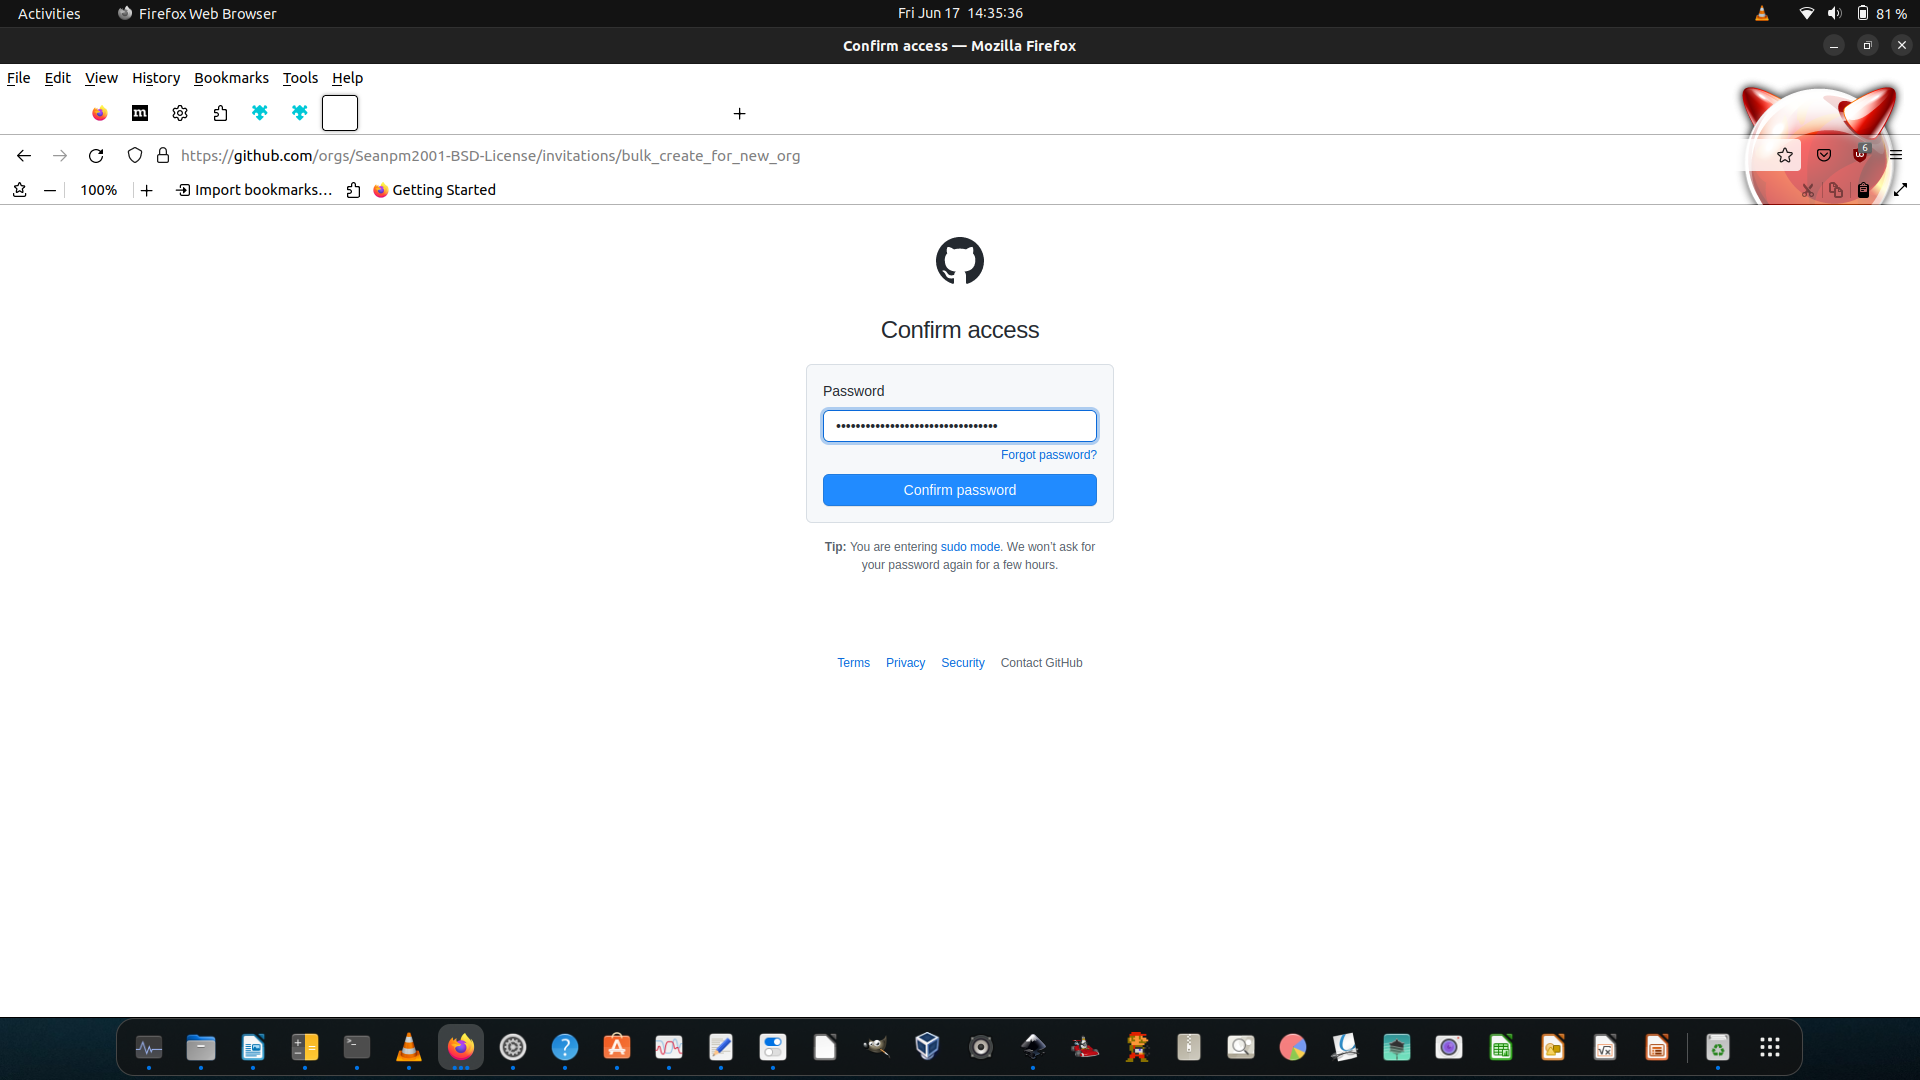 Activities Firefox Web Browser Fri Jun 17 14:35:36 81 %
Confirm access — Mozilla Firefox
File Edit View History Bookmarks Tools Help
m
https://github.com/orgs/Seanpm2001-BSD-License/invitations/bulk_create_for_new_org 6
100% Import bookmarks… Getting Started
Confirm access
Password
•••••••••••••••••••••••••••••••••
Forgot password?
Confirm password
Tip: You are entering sudo mode. We won't ask for
your password again for a few hours.
Terms Privacy Security Contact GitHub